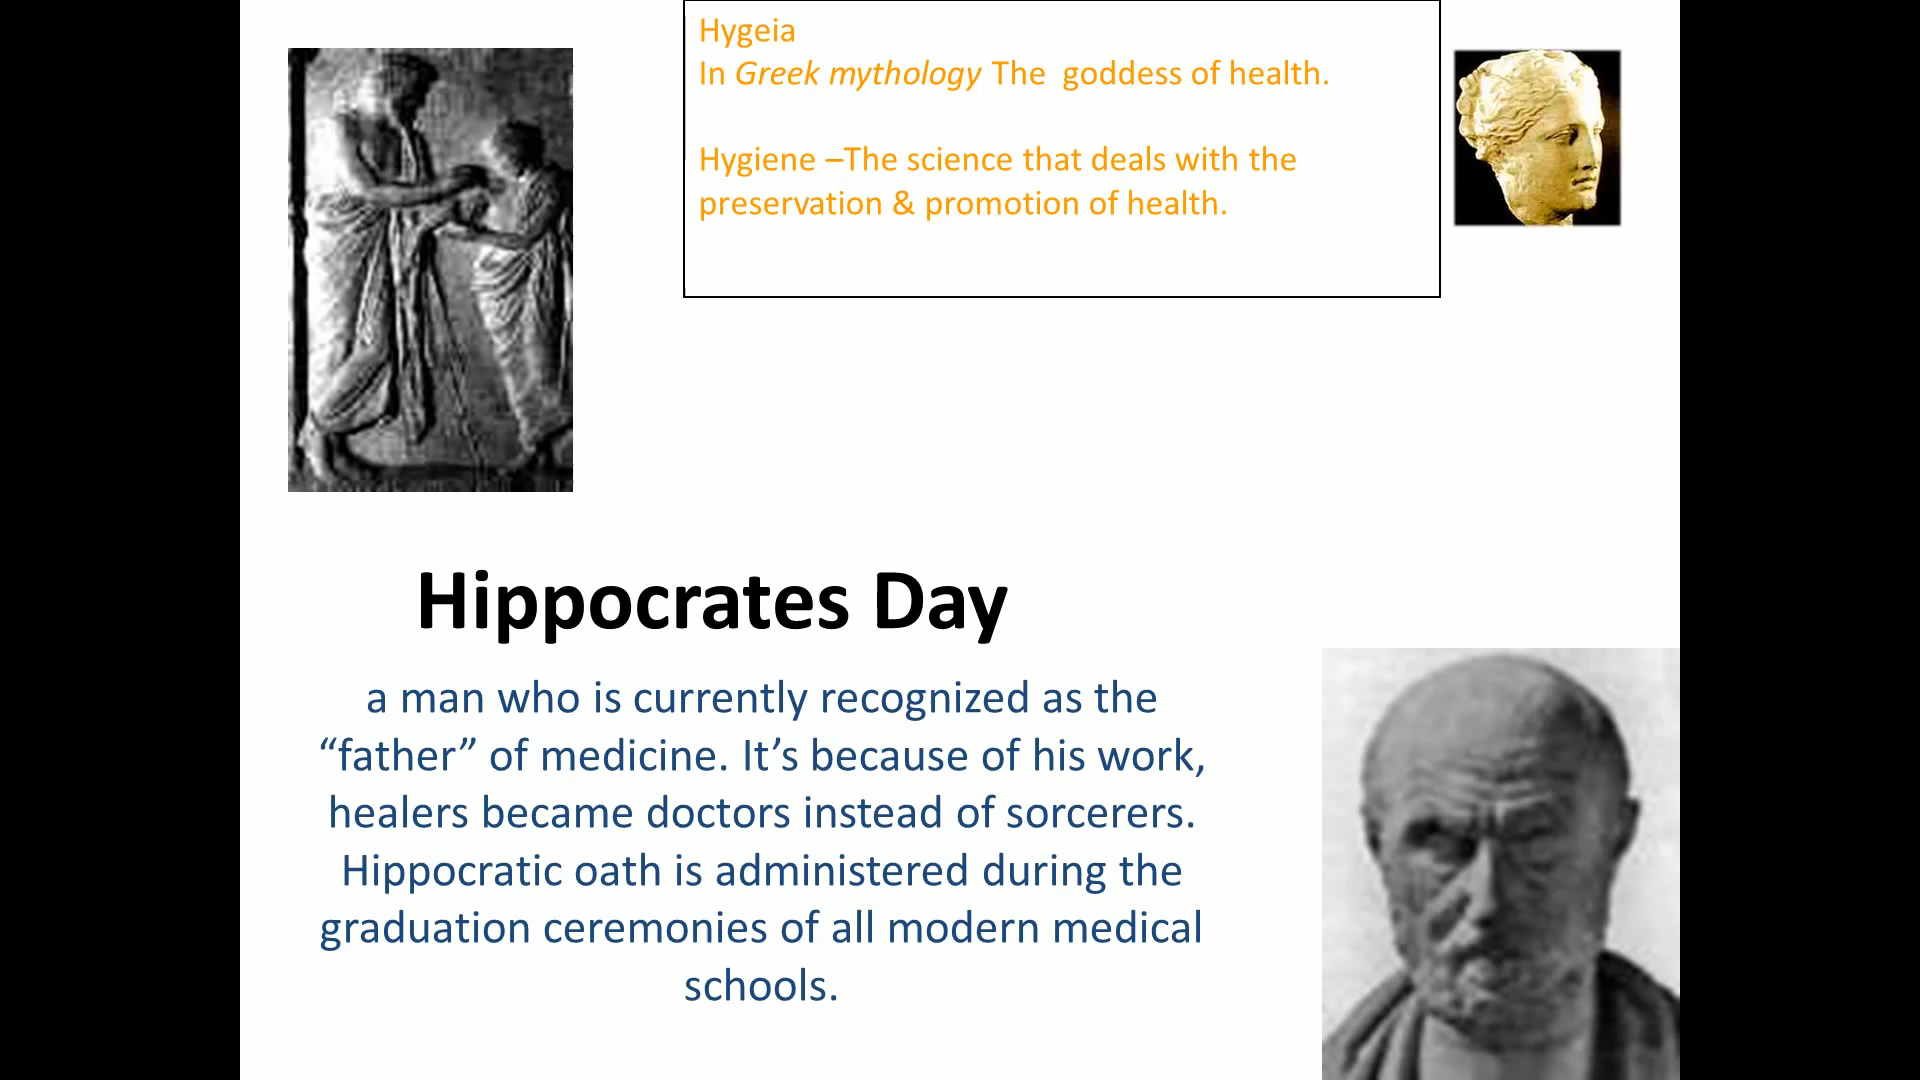 Hygeia
In Greek mythology The  goddess of health.
Hygiene –The science that deals with the
preservation & promotion of health.
Hippocrates Day
a man who is currently recognized as the
“father” of medicine. It’s because of his work,
healers became doctors instead of sorcerers.
Hippocratic oath is administered during the
graduation ceremonies of all modern medical
schools.